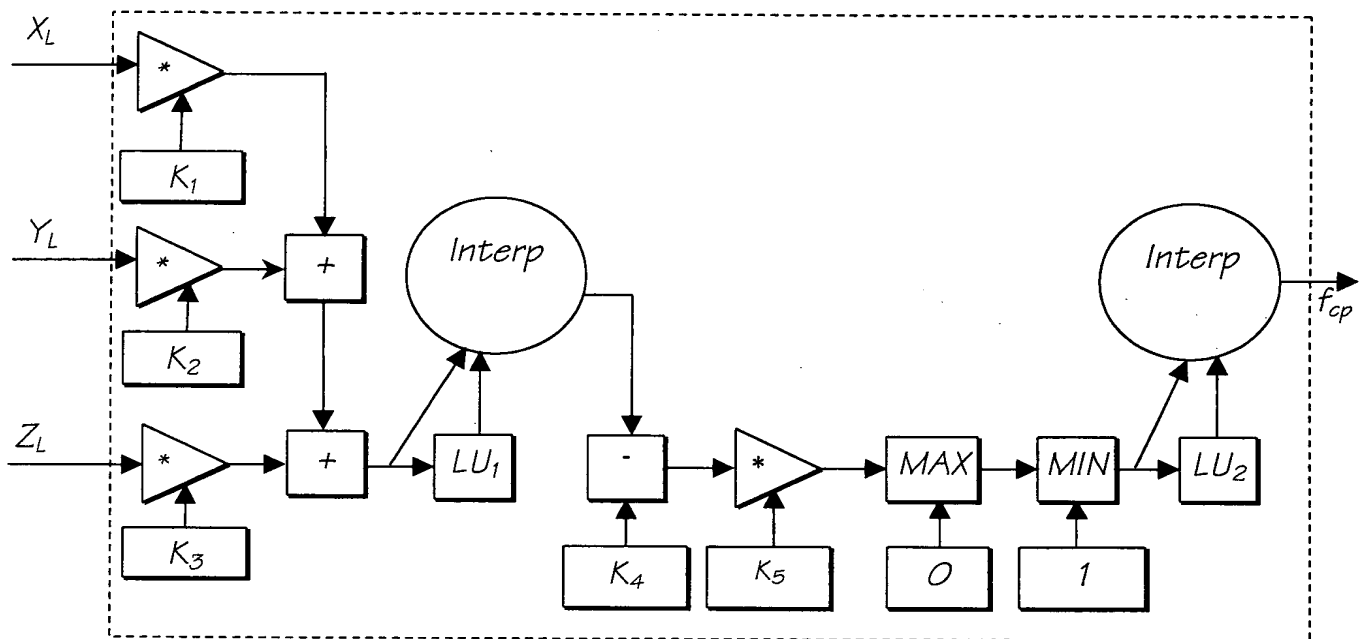 X_L
*
K_1
Y_L
*
+
Interp
Interp
f_cp
K_2
Z_L
*
+
LU_1
-
*
MAX
MIN
LU_2
K_3
K_4
K_5
0
1